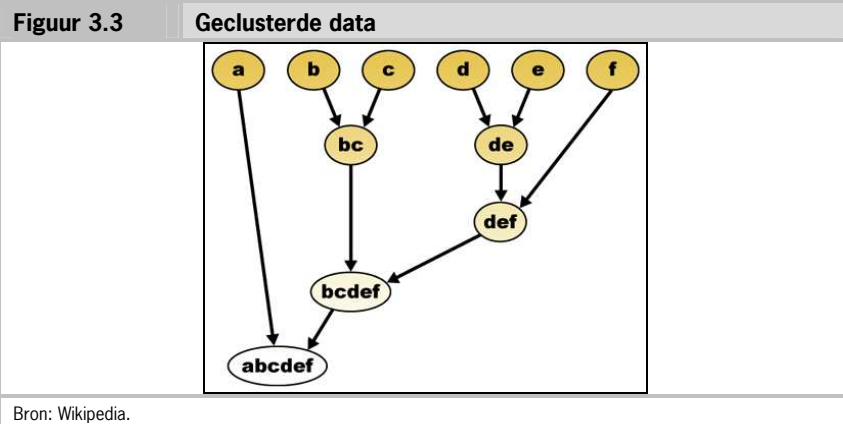 Figuur 3.3 Geclusterde data
a b c d e f
bc de
def
bcdef
abcdef
Bron: Wikipedia.